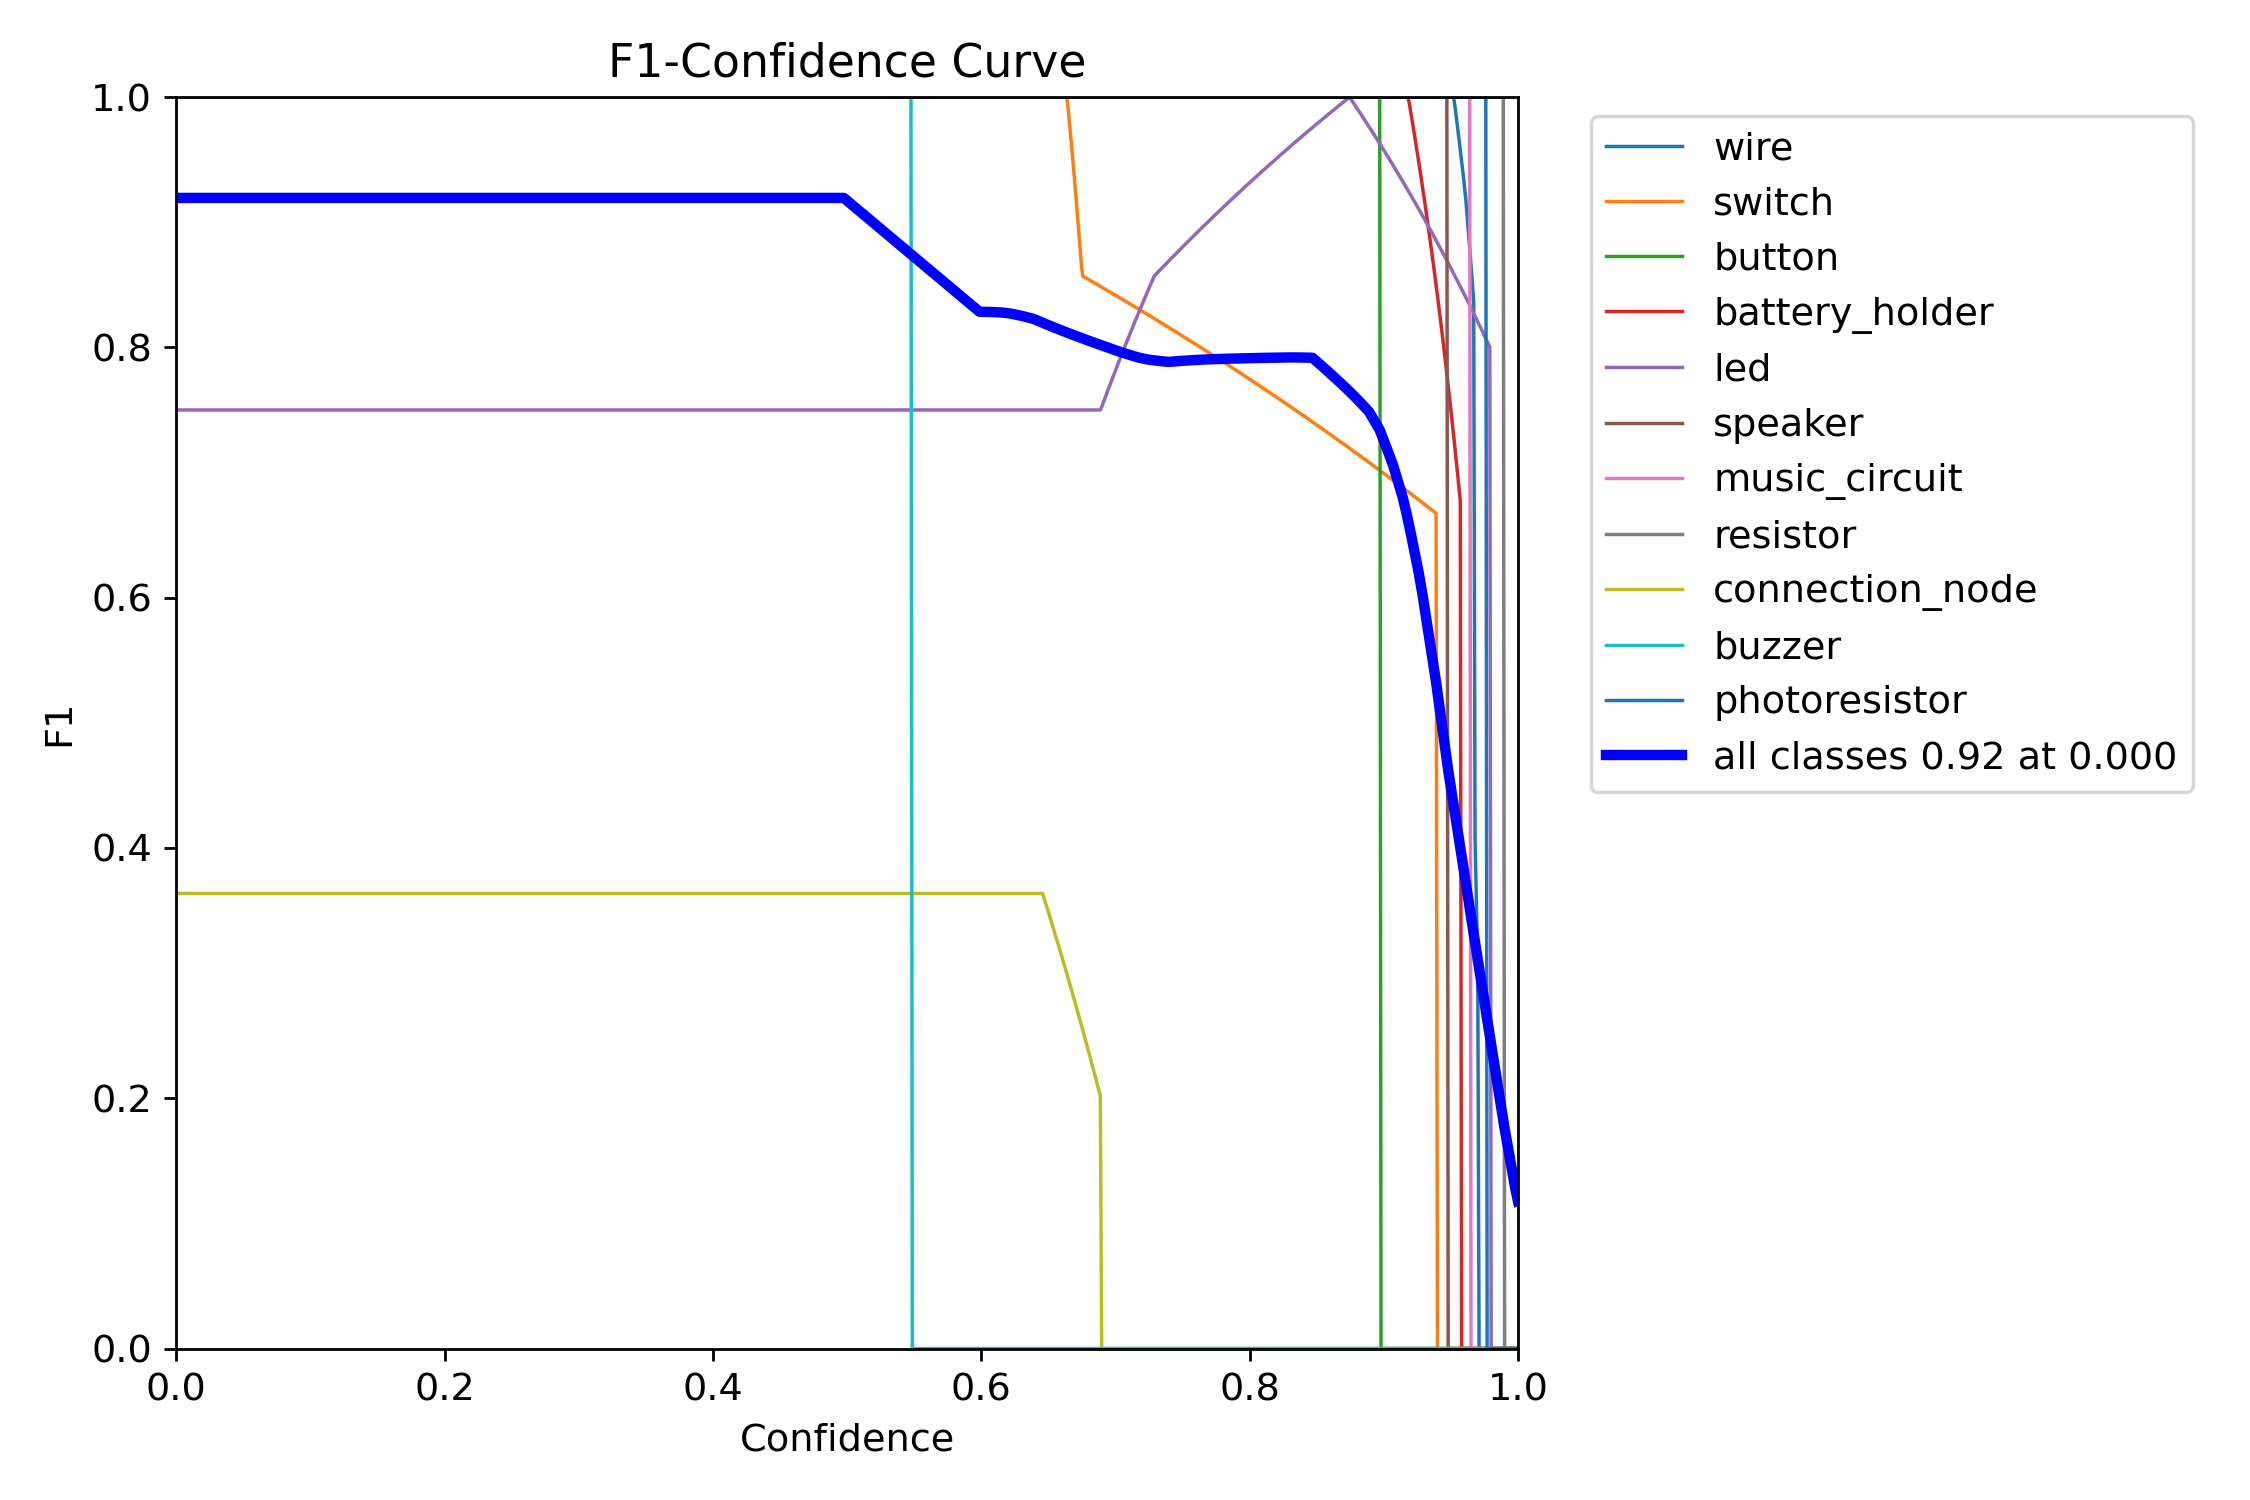 F1-Confidence Curve
1.0
0.8
0.6
0.4
0.2
0.0
F1
0.0 0.2 0.4 0.6 0.8 1.0
Confidence
wire
switch
button
battery_holder
led
speaker
music_circuit
resistor
connection_node
buzzer
photoresistor
all classes 0.92 at 0.000